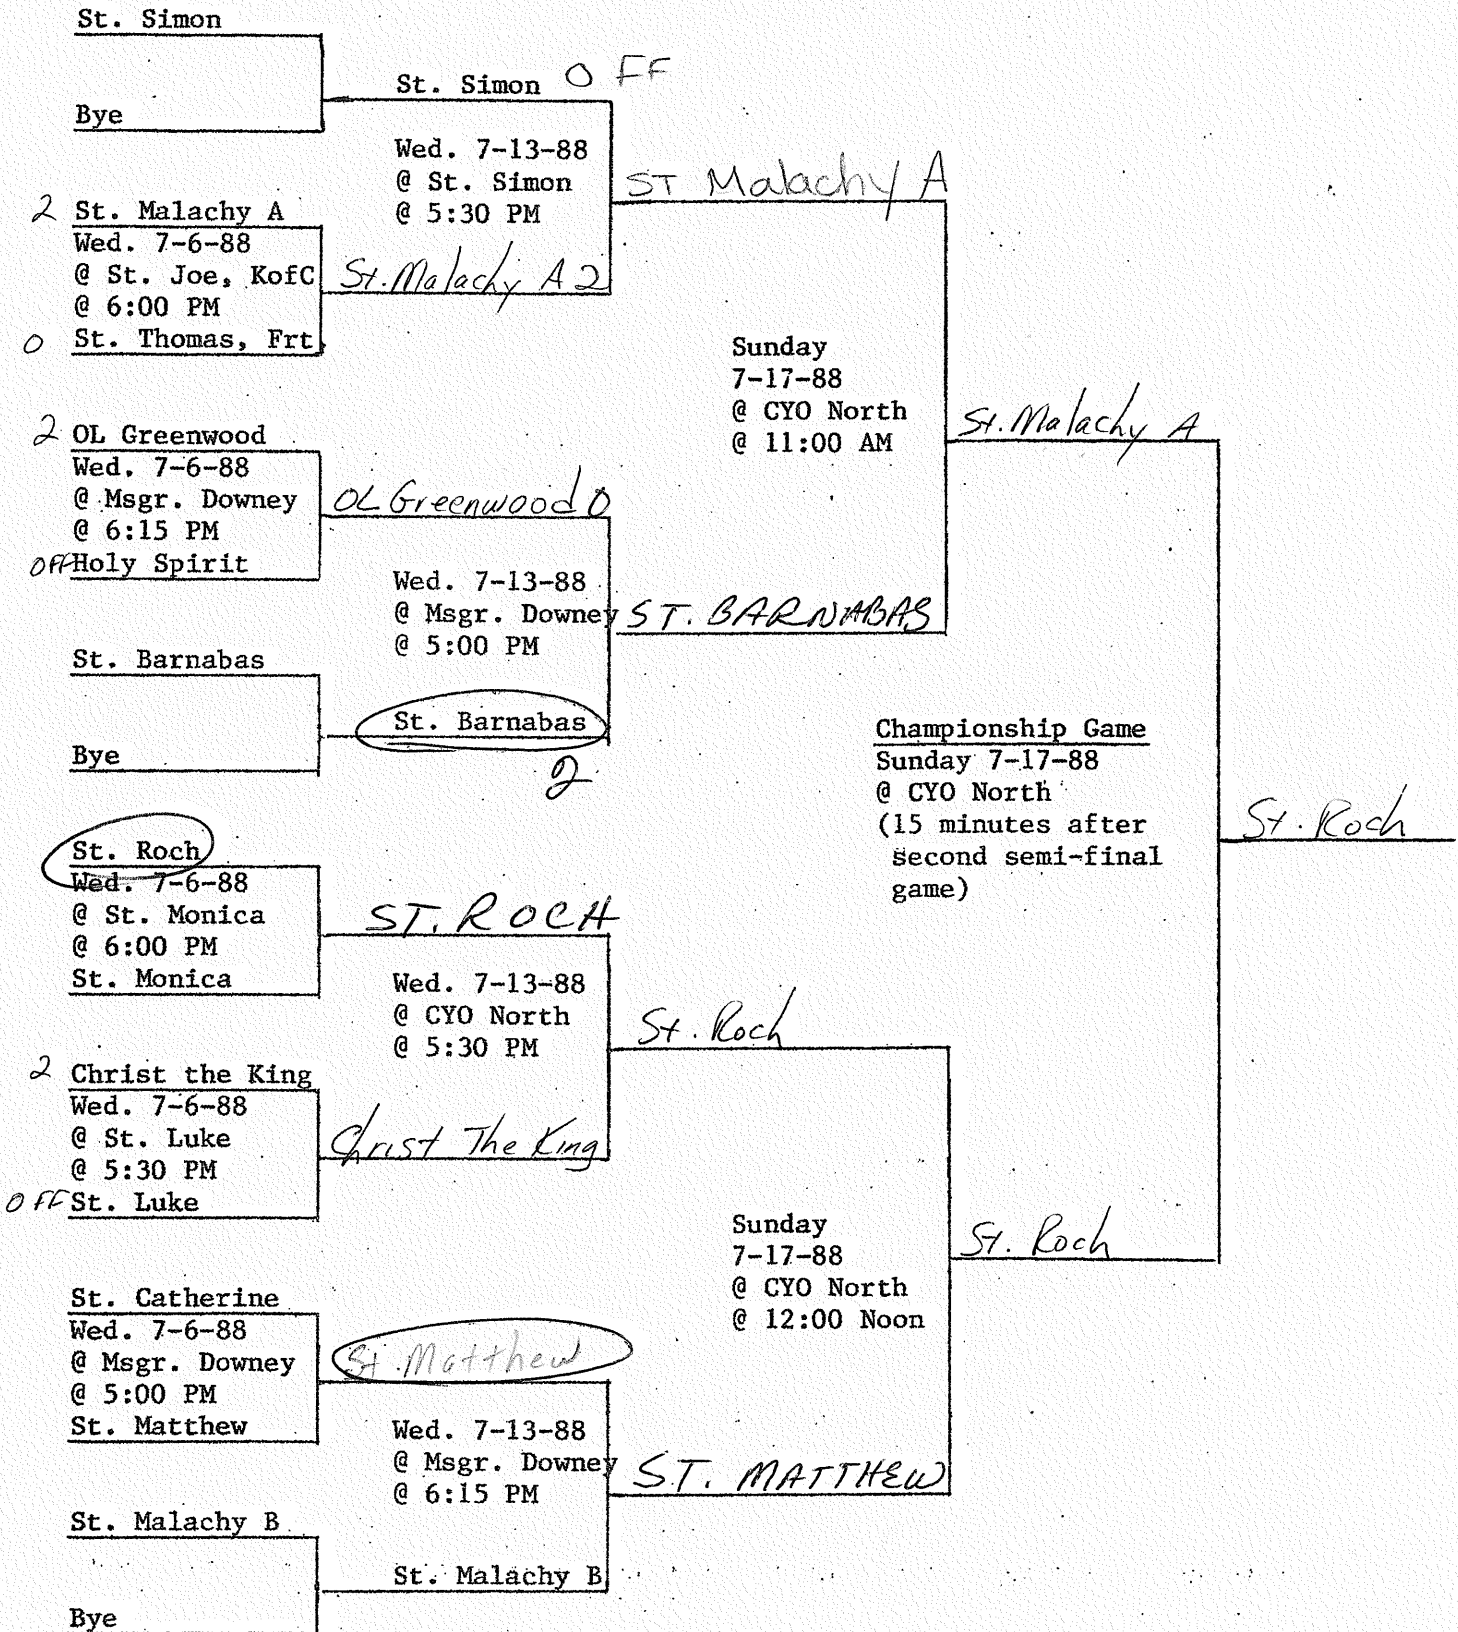 St. Simon
Bye
St. Simon O FF
Wed. 7-13-88
@ St. Simon
@ 5:30 PM
2 St. Malachy A
Wed. 7-6-88
@ St. Joe, KofC
@ 6:00 PM
0 St. Thomas, Frt.
St. Malachy A 2
ST Malachy A
2 OL Greenwood
Wed. 7-6-88
@ Msgr. Downey
@ 6:15 PM
OFF Holy Spirit
OL Greenwood 0
Wed. 7-13-88
@ Msgr. Downey
@ 5:00 PM
St. Barnabas
Bye
St. Barnabas
2
ST. BARNABAS
Sunday
7-17-88
@ CYO North
@ 11:00 AM
St. Malachy A
St. Roch
Wed. 7-6-88
@ St. Monica
@ 6:00 PM
St. Monica
ST. ROCH
Wed. 7-13-88
@ CYO North
@ 5:30 PM
2 Christ the King
Wed. 7-6-88
@ St. Luke
@ 5:30 PM
OFF St. Luke
Christ The King
St. Roch
St. Catherine
Wed. 7-6-88
@ Msgr. Downey
@ 5:00 PM
St. Matthew
St. Matthew
Wed. 7-13-88
@ Msgr. Downey
@ 6:15 PM
St. Malachy B
Bye
St. Malachy B
ST. MATTHEW
Sunday
7-17-88
@ CYO North
@ 12:00 Noon
St. Roch
Championship Game
Sunday 7-17-88
@ CYO North
(15 minutes after
second semi-final
game)
St. Roch